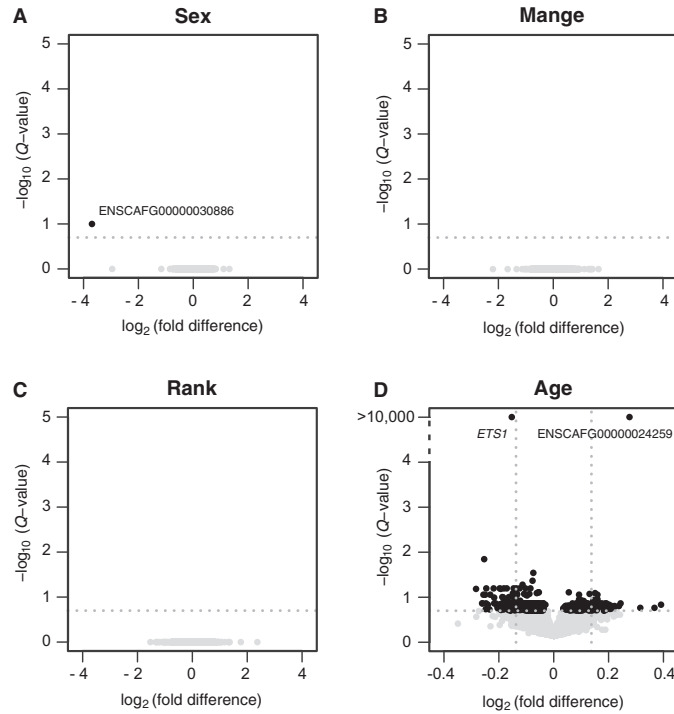 A Sex
5
4
3
2
1
0
−log10 (Q−value)
ENSCAFG00000030886
- 4 - 2 0 2 4
log2 (fold difference)
B Mange
5
4
3
2
1
0
−log10 (Q−value)
- 4 - 2 0 2 4
log2 (fold difference)
C Rank
5
4
3
2
1
0
−log10 (Q−value)
- 4 - 2 0 2 4
log2 (fold difference)
D Age
>10,000
4
3
2
1
0
−log10 (Q−value)
ETS1 ENSCAFG00000024259
-0.4 -0.2 0 0.2 0.4
log2 (fold difference)